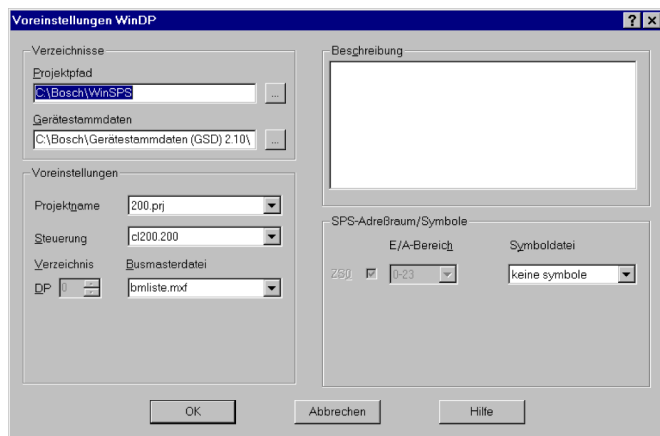 Voreinstellungen WinDP
Verzeichnisse
Projektpfad
C:\Bosch\WinSPS
...
Gerätestammdaten
C:\Bosch\Gerätestammdaten (GSD) 2.10\
...
Voreinstellungen
Projektname
200.prj
Steuerung
cl200.200
Verzeichnis
Busmasterdatei
DP
0
bmliste.mxf
Beschreibung
SPS-Adreßraum/Symbole
E/A-Bereich
Symboldatei
ZS0
0-23
keine symbole
OK
Abbrechen
Hilfe